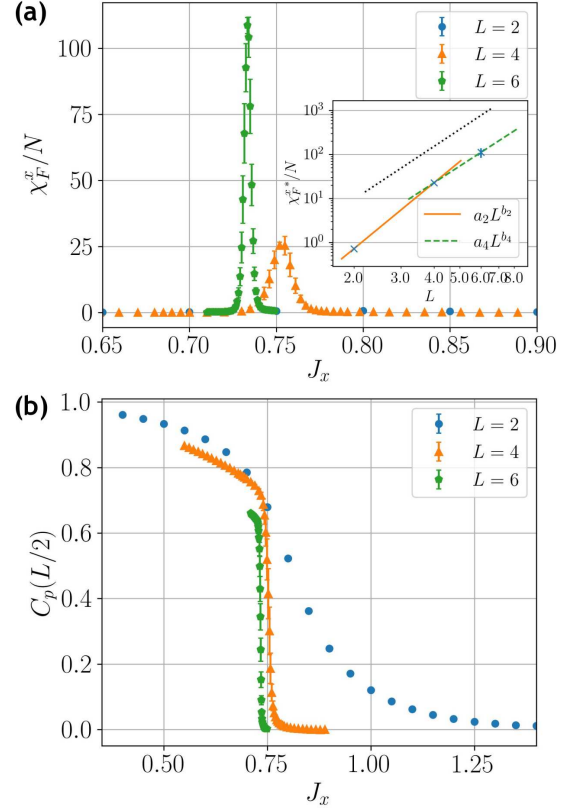 (a)
χ_F^x/N
100
75
50
25
0
0.65 0.70 0.75 0.80 0.85 0.90
J_x
L = 2
L = 4
L = 6
χ_F^{x*}/N
10^3
10^2
10^1
10^0
2.0 3.0 4.0 5.0 6.0 7.0 8.0
L
a_2L^{b_2}
a_4L^{b_4}
(b)
C_p(L/2)
1.0
0.8
0.6
0.4
0.2
0.0
0.50 0.75 1.00 1.25
J_x
L = 2
L = 4
L = 6